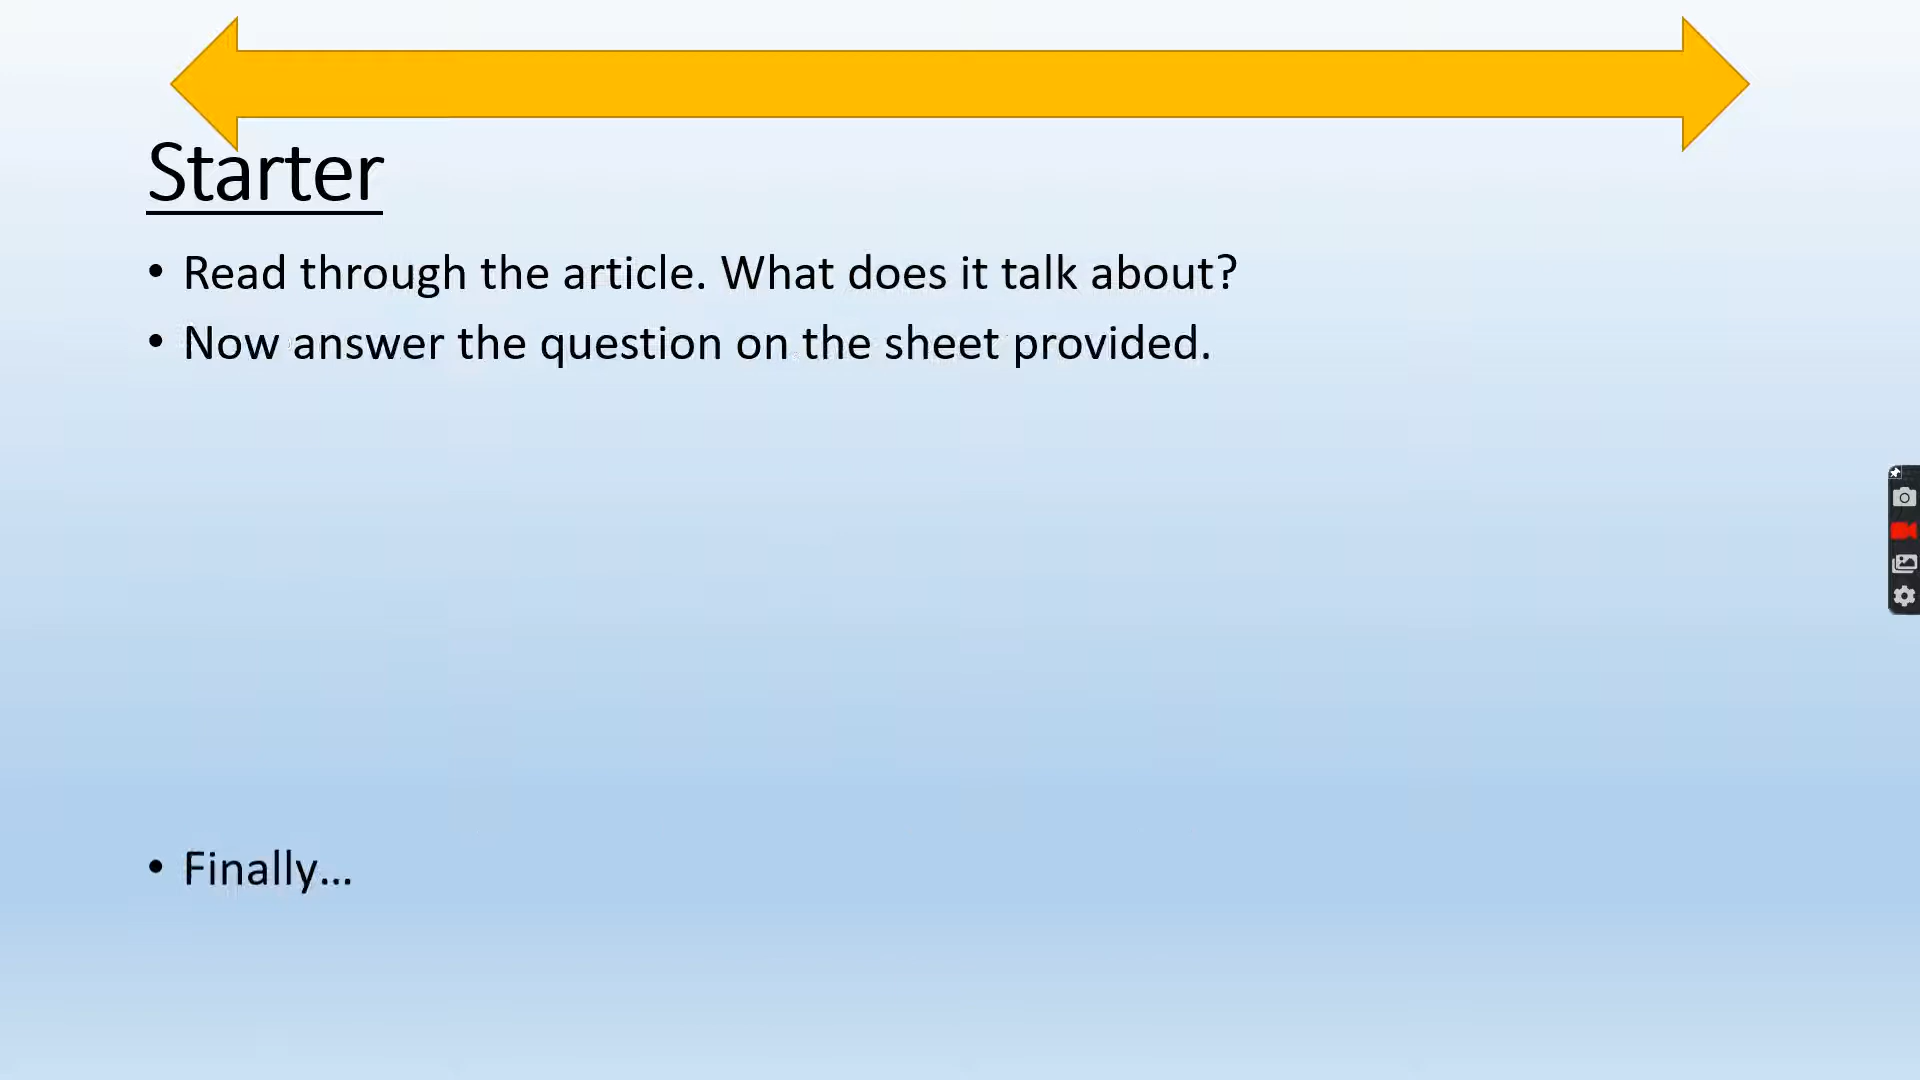 Starter
• Read through the article. What does it talk about?
• Now answer the question on the sheet provided.
• Finally...